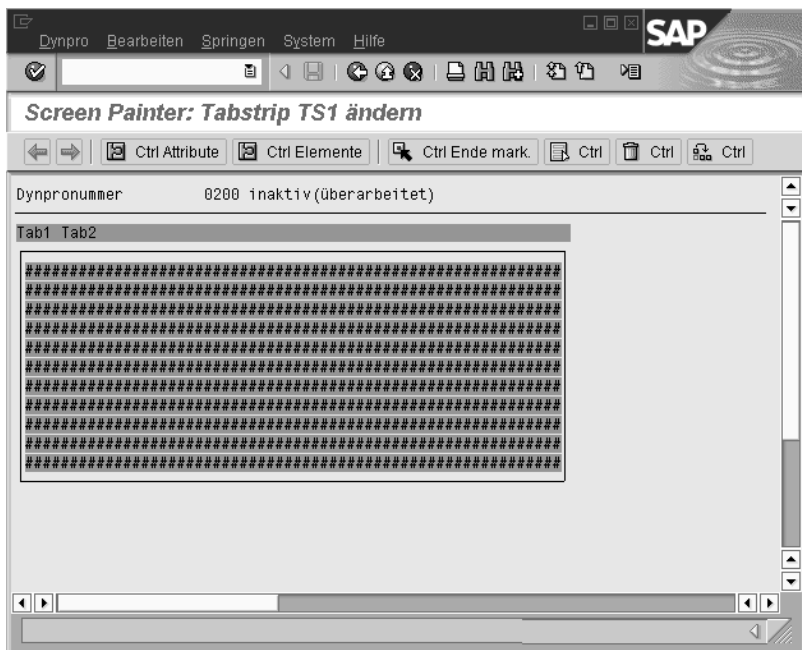 Dynpro Bearbeiten Springen System Hilfe
SAP
Screen Painter: Tabstrip TS1 ändern
Ctrl Attribute Ctrl Elemente Ctrl Ende mark. Ctrl Ctrl Ctrl
Dynpronummer 0200 inaktiv(überarbeitet)
Tab1 Tab2
############################################################
############################################################
############################################################
############################################################
############################################################
############################################################
############################################################
############################################################
############################################################
############################################################
############################################################